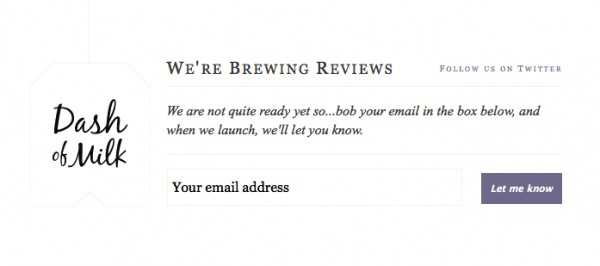 Dash
of Milk
We're Brewing Reviews
Follow us on Twitter
We are not quite ready yet so...bob your email in the box below, and
when we launch, we'll let you know.
Your email address
Let me know